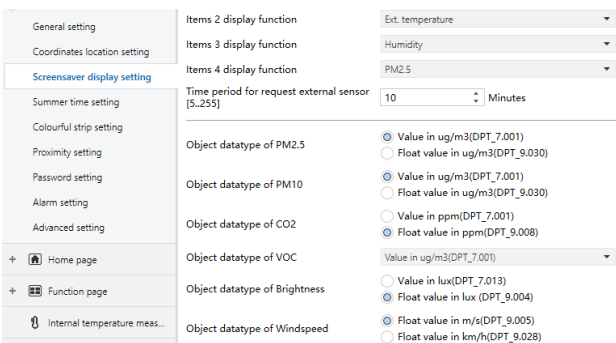 General setting
Coordinates location setting
Screensaver display setting
Summer time setting
Colourful strip setting
Proximity setting
Password setting
Alarm setting
Advanced setting
+ Home page
+ Function page
Internal temperature meas...
Items 2 display function Ext. temperature
Items 3 display function Humidity
Items 4 display function PM2.5
Time period for request external sensor
[5..255] 10 Minutes
Object datatype of PM2.5 Value in ug/m3(DPT_7.001)
Float value in ug/m3(DPT_9.030)
Object datatype of PM10 Value in ug/m3(DPT_7.001)
Float value in ug/m3(DPT_9.030)
Object datatype of CO2 Value in ppm(DPT_7.001)
Float value in ppm(DPT_9.008)
Object datatype of VOC Value in ug/m3(DPT_7.001)
Object datatype of Brightness Value in lux(DPT_7.013)
Float value in lux (DPT_9.004)
Object datatype of Windspeed Float value in m/s(DPT_9.005)
Float value in km/h(DPT_9.028)